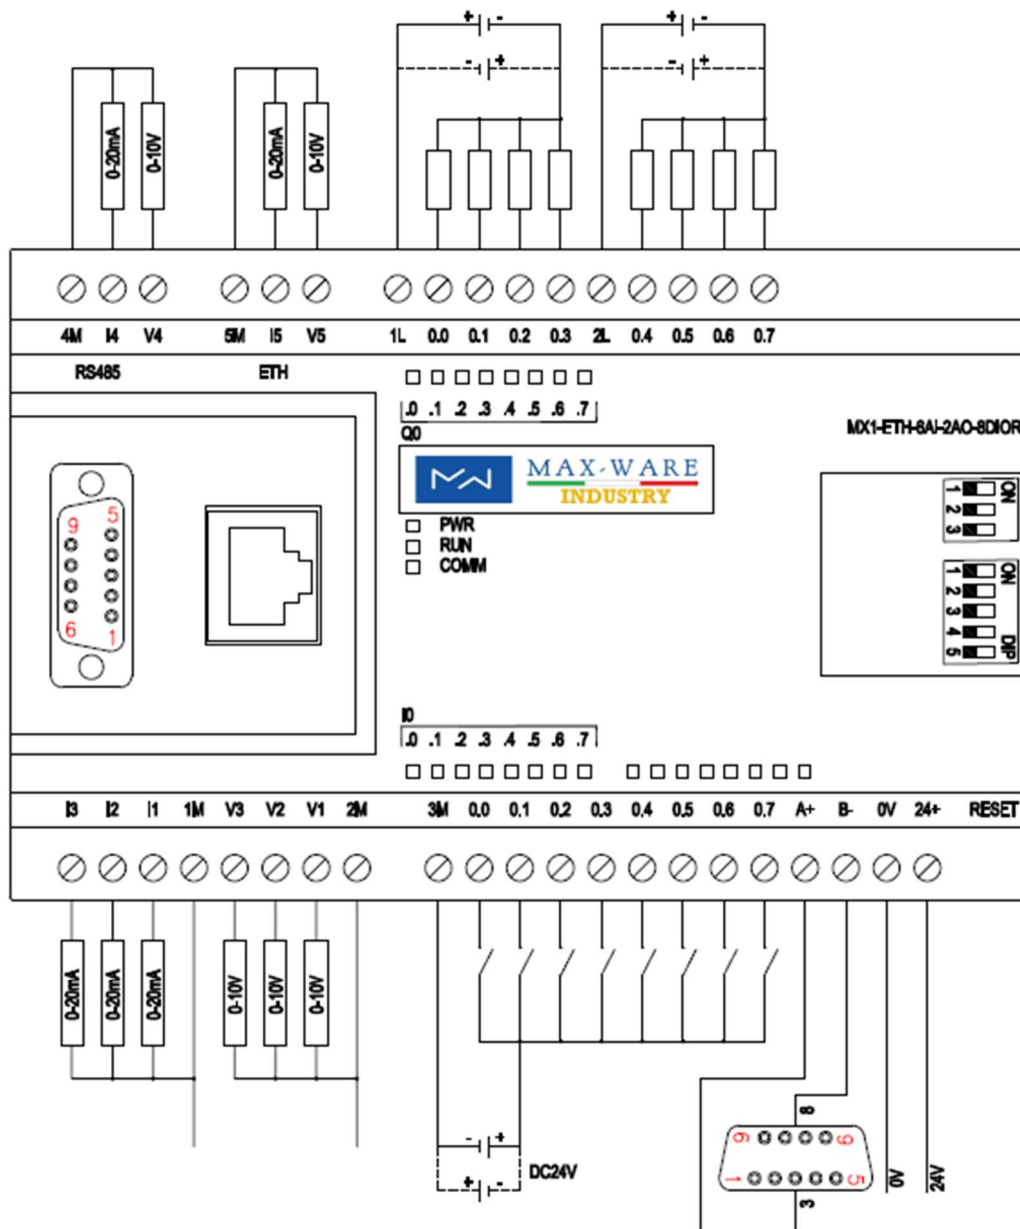 + - + -
- + - +
0-20mA 0-10V 0-20mA 0-10V
4M I4 V4 5M I5 V5 1L 0.0 0.1 0.2 0.3 2L 0.4 0.5 0.6 0.7
RS485 ETH
.0 .1 .2 .3 .4 .5 .6 .7
Q0
MX1-ETH-6AI-2AO-8DIOR
MAX-WARE
INDUSTRY
PWR
RUN
COMM
9 5
6 1
1 2 3 ON
1 2 3 4 5 ON DIP
I0
.0 .1 .2 .3 .4 .5 .6 .7
I3 I2 I1 1M V3 V2 V1 2M 3M 0.0 0.1 0.2 0.3 0.4 0.5 0.6 0.7 A+ B- 0V 24+ RESET
0-20mA 0-20mA 0-20mA 0-10V 0-10V 0-10V
- +
+ -
DC24V
8
6 9
1 5
3
0V 24V